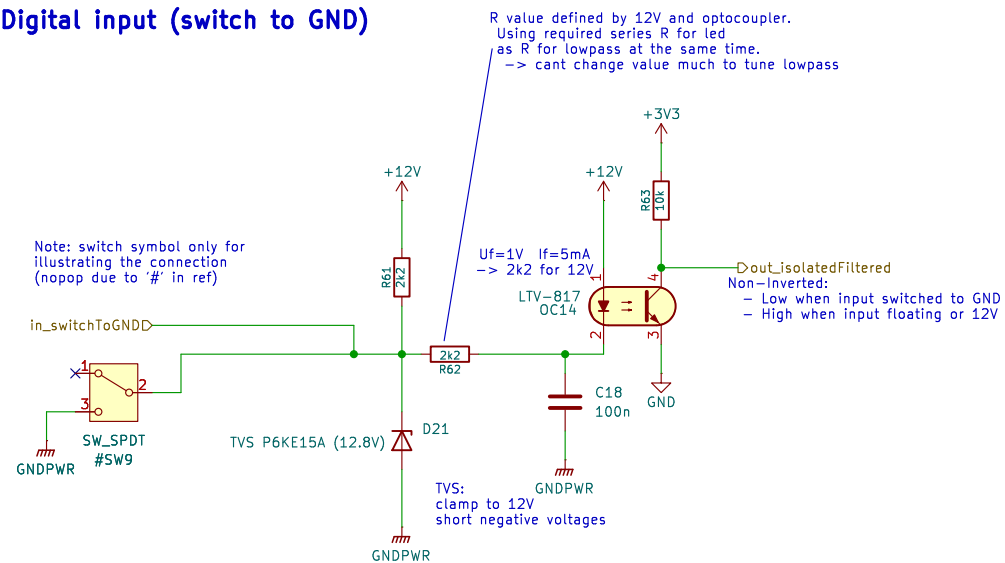 Digital input (switch to GND)
R value defined by 12V and optocoupler.
Using required series R for led
as R for lowpass at the same time.
-> cant change value much to tune lowpass
+3V3
+12V
+12V
R63
10k
Note: switch symbol only for
illustrating the connection
(nopop due to '#' in ref)
R61
2k2
Uf=1V If=5mA
-> 2k2 for 12V
1
4
out_isolatedFiltered
Non-Inverted:
- Low when input switched to GND
- High when input floating or 12V
LTV-817
OC14
in_switchToGND
2
3
2k2
R62
1
2
3
GND
C18
100n
D21
TVS P6KE15A (12.8V)
SW_SPDT
#SW9
GNDPWR
GNDPWR
TVS:
clamp to 12V
short negative voltages
GNDPWR